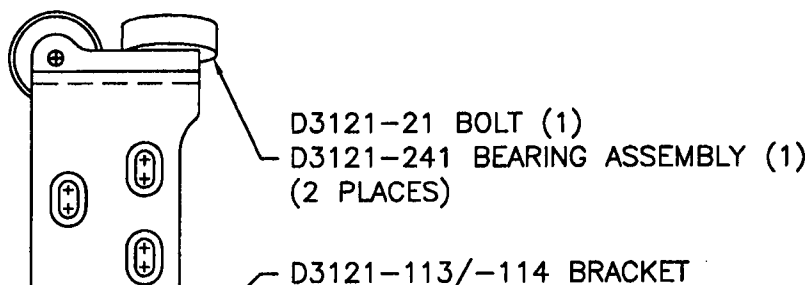 D3121-21 BOLT (1)
D3121-241 BEARING ASSEMBLY (1)
(2 PLACES)
D3121-113/-114 BRACKET